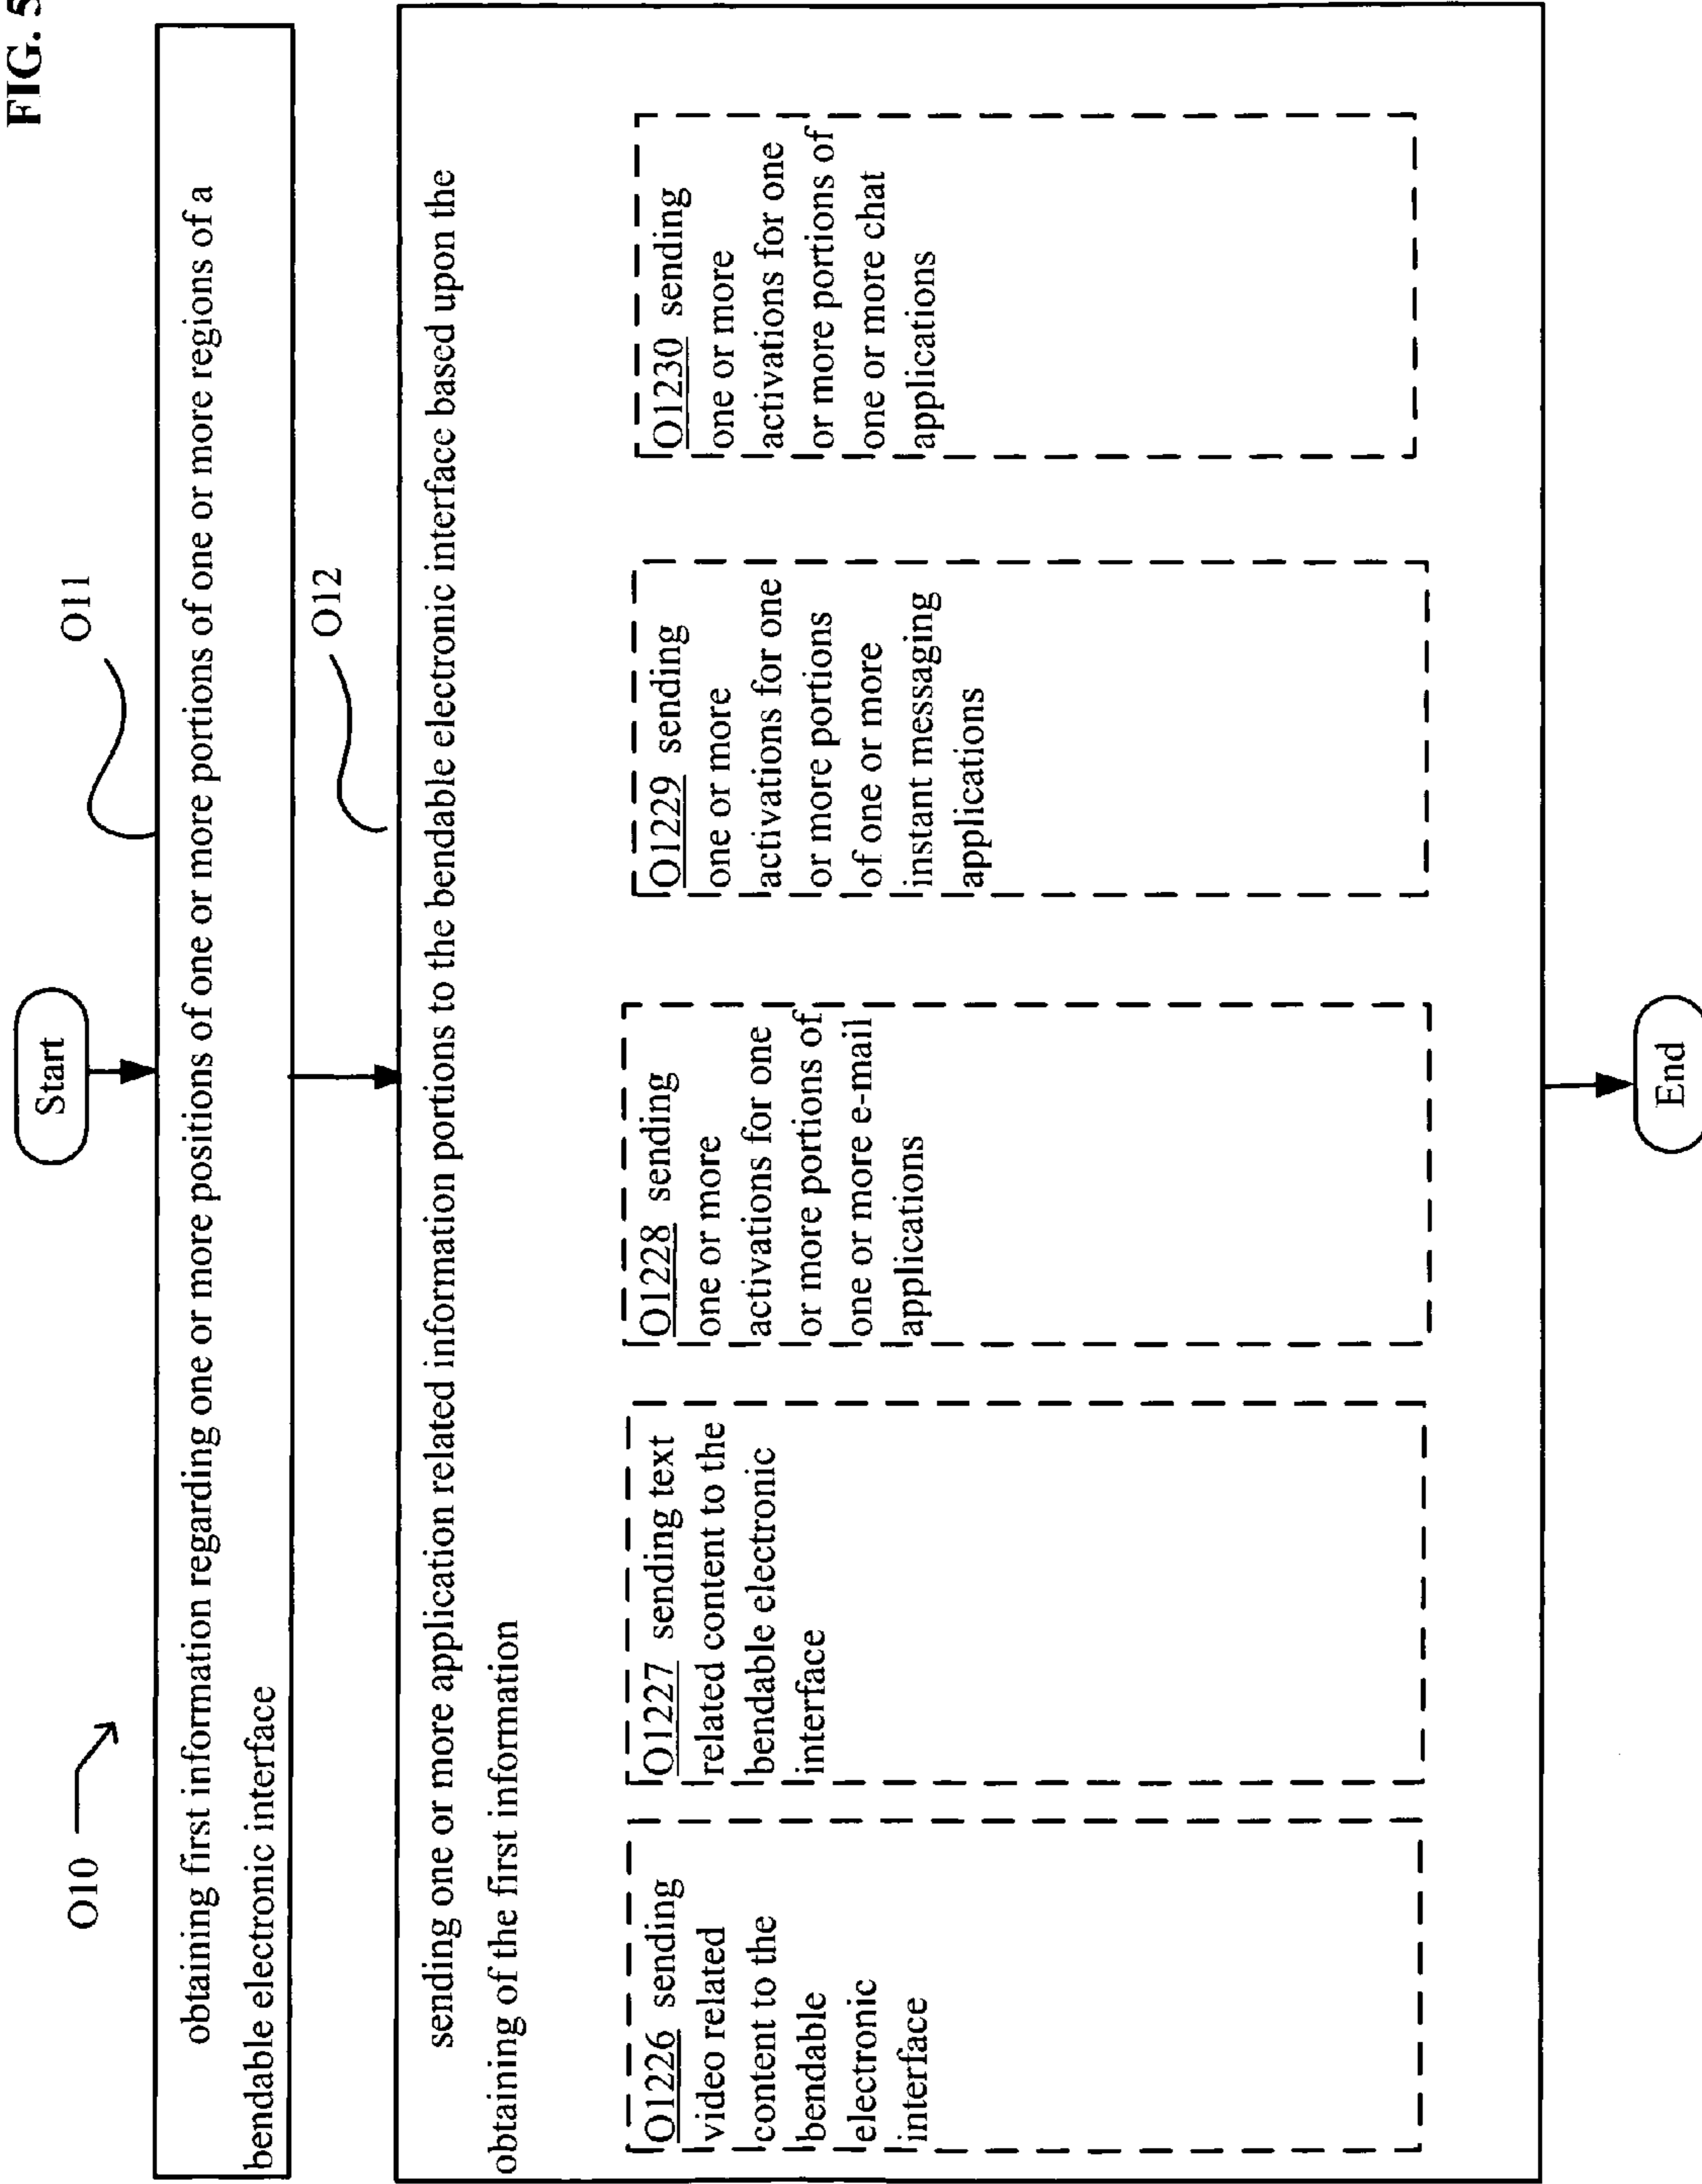 FIG. 5
Start
O10
O11
obtaining first information regarding one or more positions of one or more portions of one or more regions of a
bendable electronic interface
O12
sending one or more application related information portions to the bendable electronic interface based upon the
obtaining of the first information
O1226 sending
video related
content to the
bendable
electronic
interface
O1227 sending text
related content to the
bendable electronic
interface
O1228 sending
one or more
activations for one
or more portions of
one or more e-mail
applications
O1229 sending
one or more
activations for one
or more portions
of one or more
instant messaging
applications
O1230 sending
one or more
activations for one
or more portions of
one or more chat
applications
End